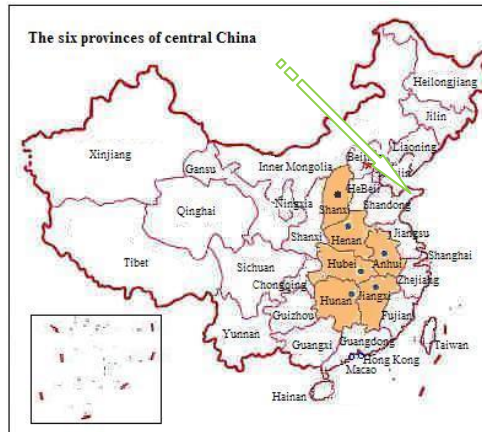 The six provinces of central China
Heilongjiang
Jilin
Liaoning
Xinjiang
Gansu
Inner Mongolia
HeBeir
Ningxia
Shanxi
Shandong
Qinghai
Shanxi
Henan
Jiangsu
Tibet
Sichuan
Hubei
Anhui
Shanghai
Chongqing
Zhejiang
Hunan
Jiangxi
Guizhou
Fujian
Yunnan
Guangxi
Guangdong
Taiwan
Hong Kong
Macao
Hainan